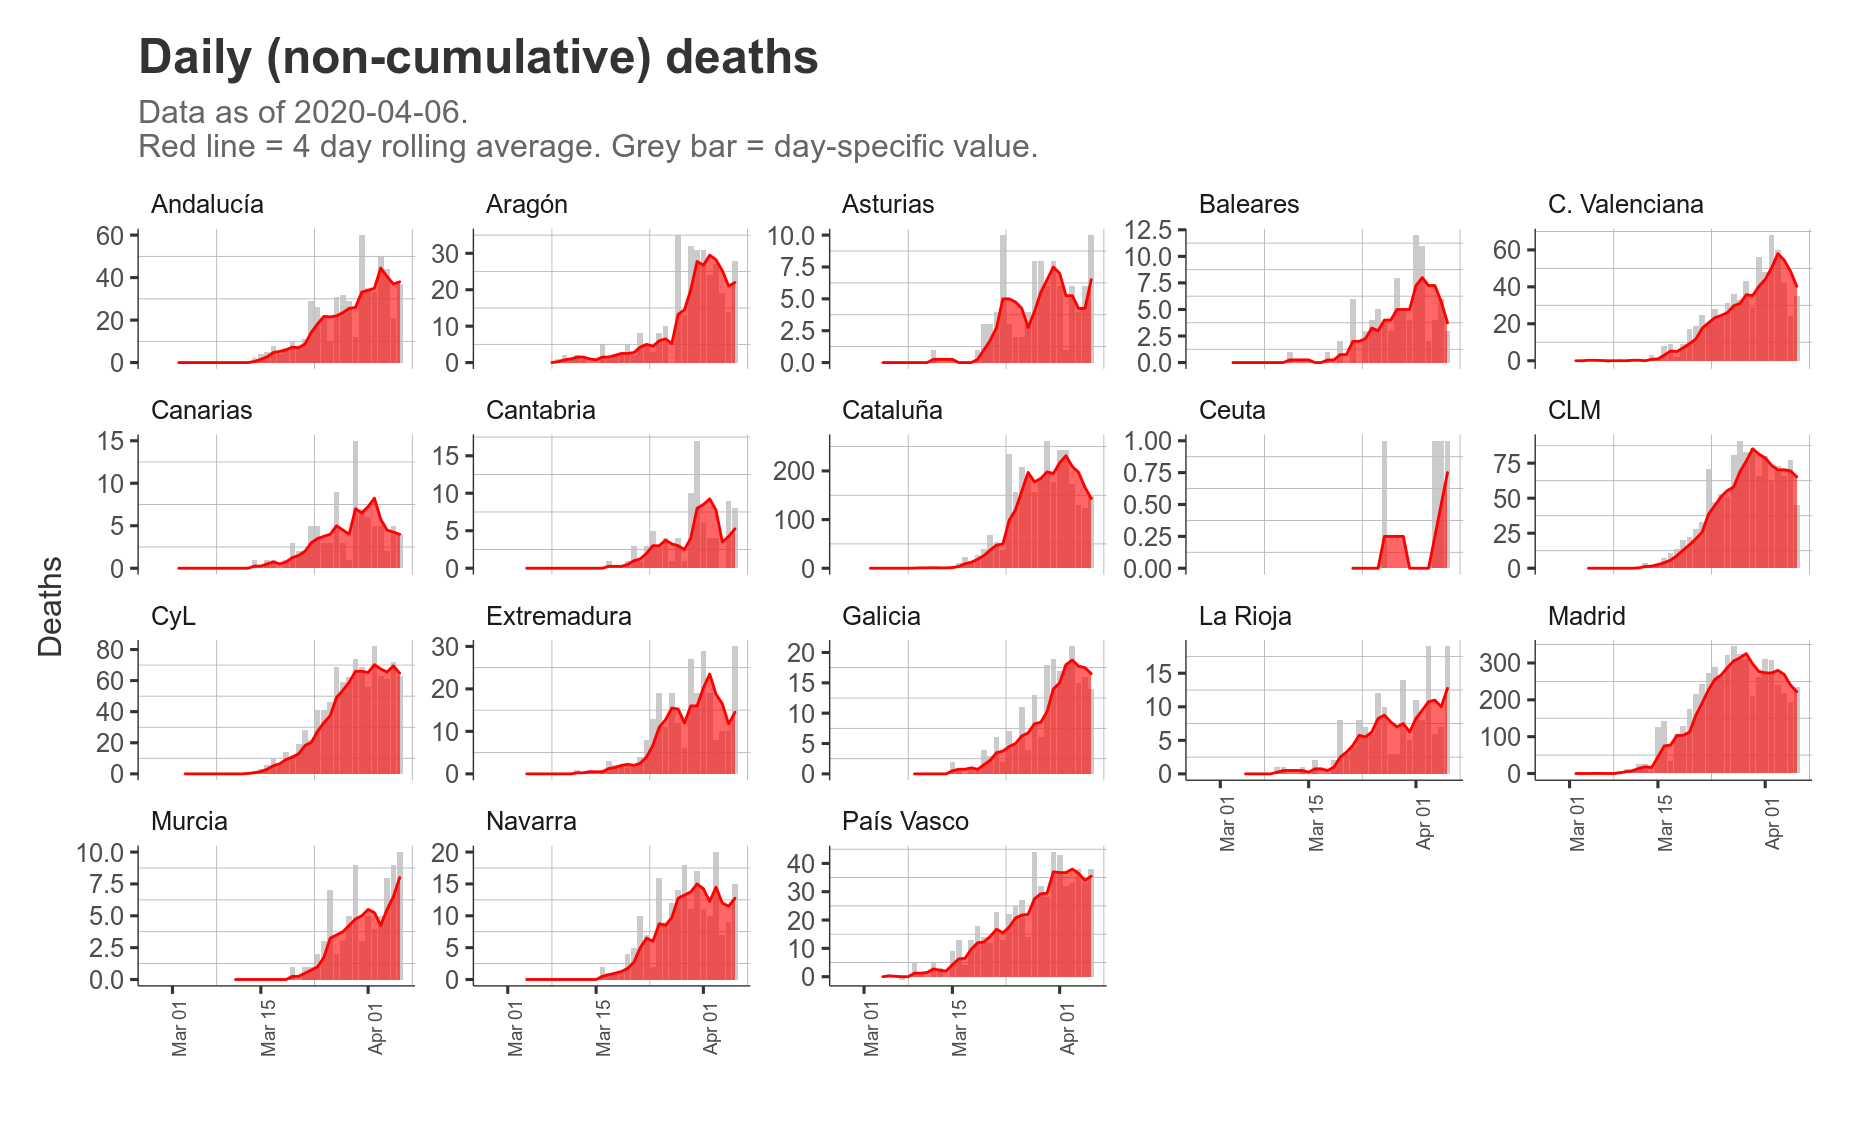 Daily (non-cumulative) deaths
Data as of 2020-04-06.
Red line = 4 day rolling average. Grey bar = day-specific value.
Deaths
Andalucía
60
40
20
0
Aragón
30
20
10
0
Asturias
10.0
7.5
5.0
2.5
0.0
Baleares
12.5
10.0
7.5
5.0
2.5
0.0
C. Valenciana
60
40
20
0
Canarias
15
10
5
0
Cantabria
15
10
5
0
Cataluña
200
100
0
Ceuta
1.00
0.75
0.50
0.25
0.00
CLM
75
50
25
0
CyL
80
60
40
20
0
Extremadura
30
20
10
0
Galicia
20
15
10
5
0
La Rioja
15
10
5
0
Mar 01
Mar 15
Apr 01
Madrid
300
200
100
0
Mar 01
Mar 15
Apr 01
Murcia
10.0
7.5
5.0
2.5
0.0
Mar 01
Mar 15
Apr 01
Navarra
20
15
10
5
0
Mar 01
Mar 15
Apr 01
País Vasco
40
30
20
10
0
Mar 01
Mar 15
Apr 01